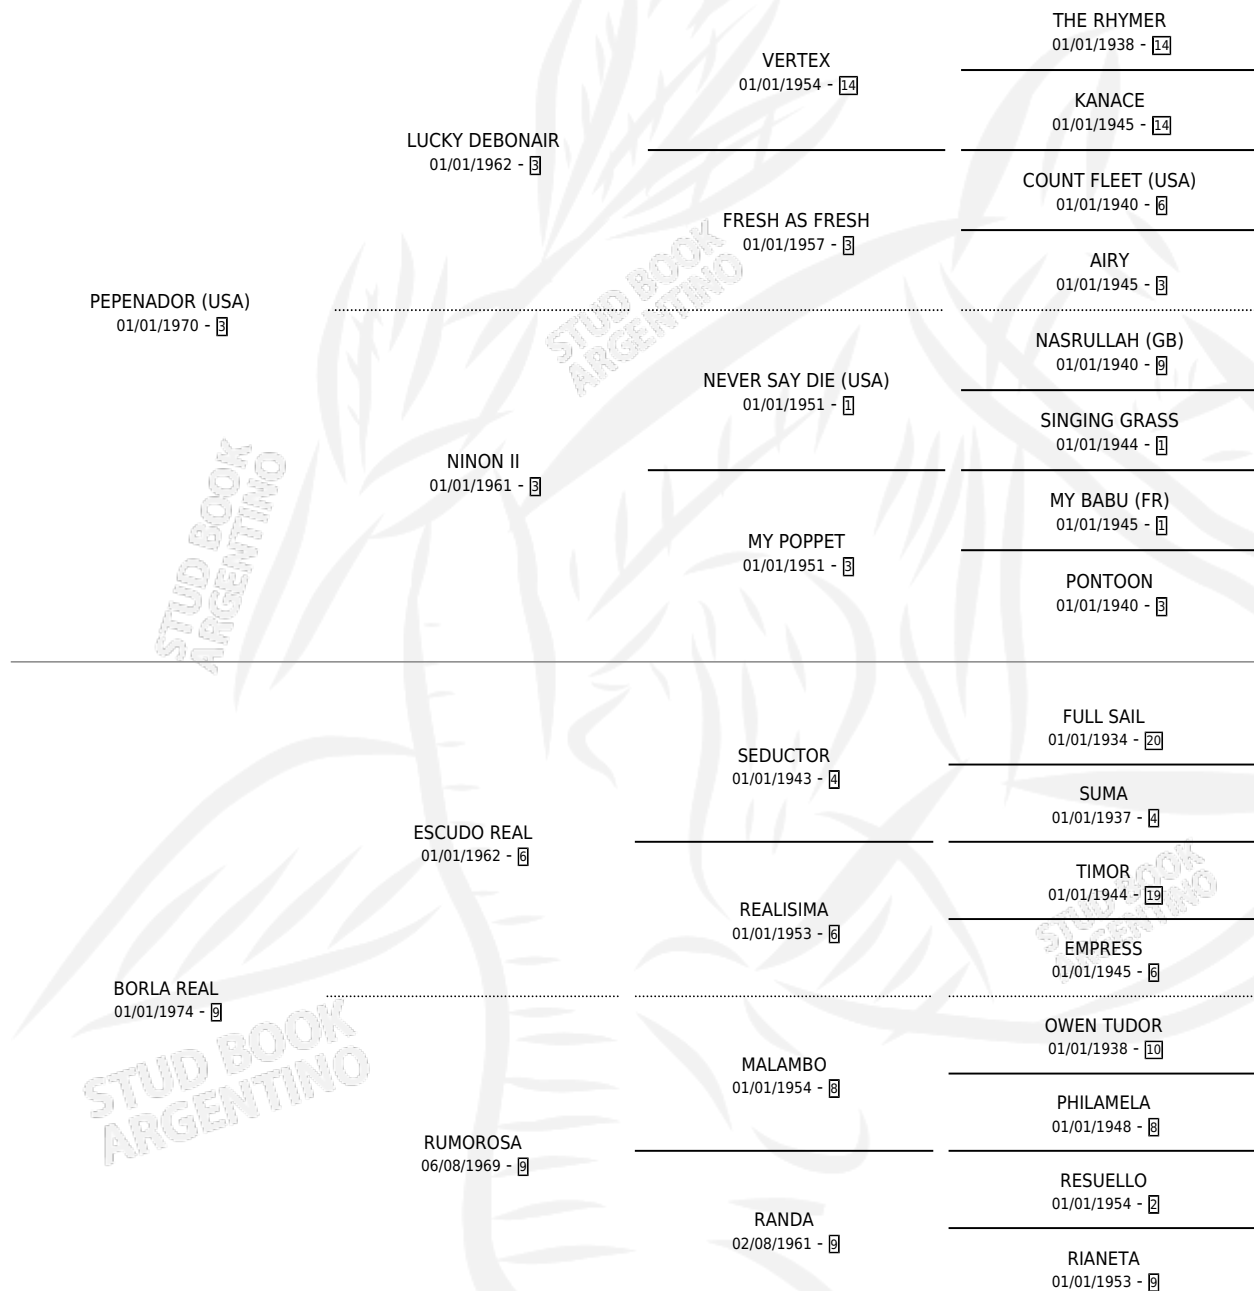 THE RHYMER
01/01/1938 - 14
VERTEX
01/01/1954 - 14
KANACE
01/01/1945 - 14
LUCKY DEBONAIR
01/01/1962 - 3
COUNT FLEET (USA)
01/01/1940 - 6
FRESH AS FRESH
01/01/1957 - 3
AIRY
01/01/1945 - 3
PEPENADOR (USA)
01/01/1970 - 3
NASRULLAH (GB)
01/01/1940 - 9
NEVER SAY DIE (USA)
01/01/1951 - 1
SINGING GRASS
01/01/1944 - 1
NINON II
01/01/1961 - 3
MY BABU (FR)
01/01/1945 - 1
MY POPPET
01/01/1951 - 3
PONTOON
01/01/1940 - 3
FULL SAIL
01/01/1934 - 20
SEDUCTOR
01/01/1943 - 4
SUMA
01/01/1937 - 4
ESCUDO REAL
01/01/1962 - 6
TIMOR
01/01/1944 - 19
REALISIMA
01/01/1953 - 6
EMPRESS
01/01/1945 - 6
BORLA REAL
01/01/1974 - 9
OWEN TUDOR
01/01/1938 - 10
MALAMBO
01/01/1954 - 8
PHILAMELA
01/01/1948 - 8
RUMOROSA
06/08/1969 - 9
RESUELLO
01/01/1954 - 2
RANDA
02/08/1961 - 9
RIANETA
01/01/1953 - 9
STUD BOOK
ARGENTINO
STUD BOOK
ARGENTINO
STUD BOOK
ARGENTINO
STUD BOOK
ARGENTINO